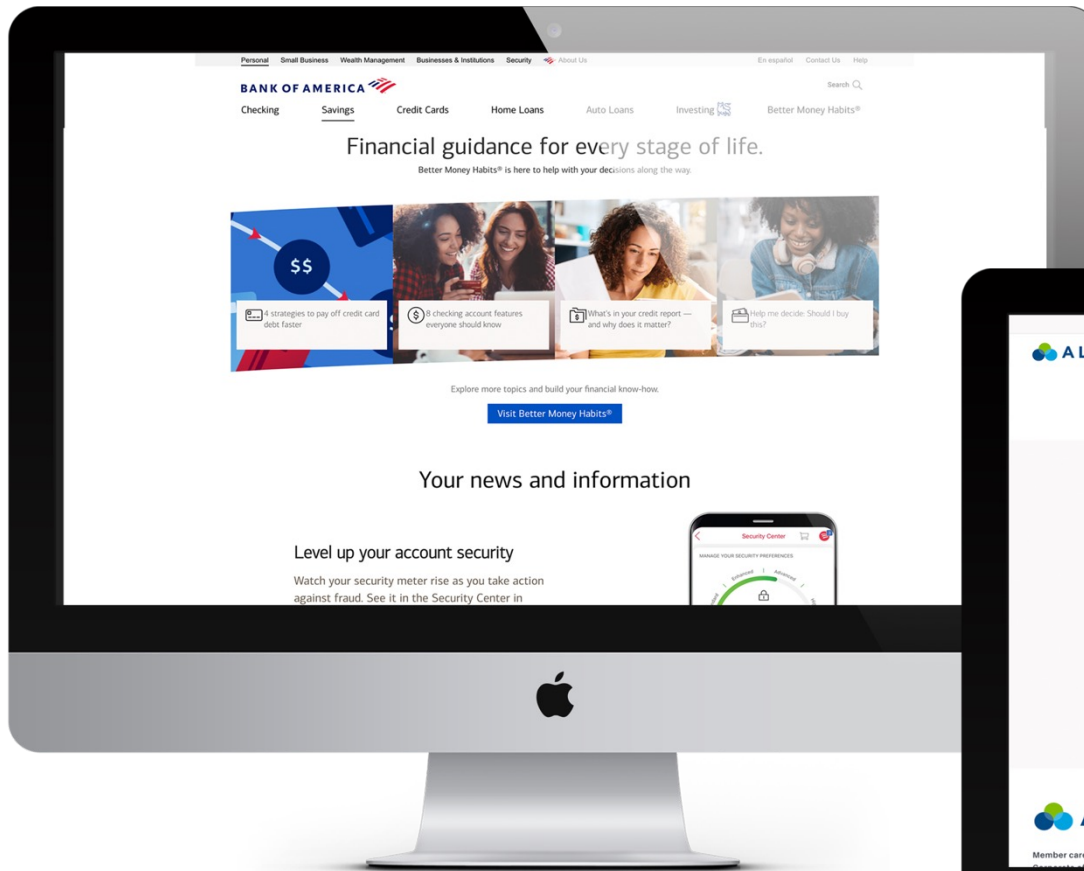 Personal Small Business Wealth Management Businesses & Institutions Security About Us En español Contact Us Help
BANK OF AMERICA
Search
Checking Savings Credit Cards Home Loans Auto Loans Investing Better Money Habits®
Financial guidance for every stage of life.
Better Money Habits® is here to help with your decisions along the way.
$$
4 strategies to pay off credit card
debt faster
8 checking account features
everyone should know
What's in your credit report —
and why does it matter?
Help me decide: Should I buy
this?
Explore more topics and build your financial know-how.
Visit Better Money Habits®
Your news and information
Level up your account security
Watch your security meter rise as you take action
against fraud. See it in the Security Center in
Security Center
MANAGE YOUR SECURITY PREFERENCES
Enhanced
Advanced
AL
Member care